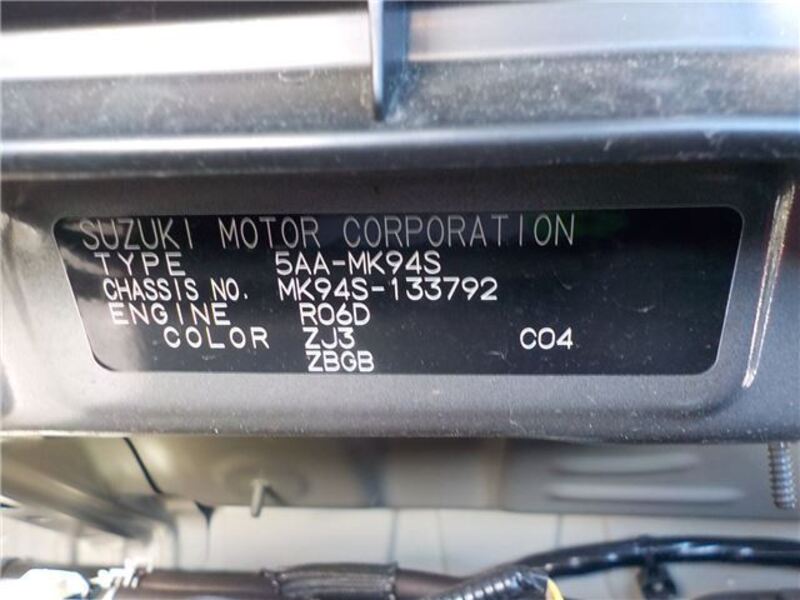 SUZUKI MOTOR CORPORATION
TYPE 5AA-MK94S
CHASSIS NO. MK94S-133792
ENGINE R06D
COLOR ZJ3 C04
ZBGB